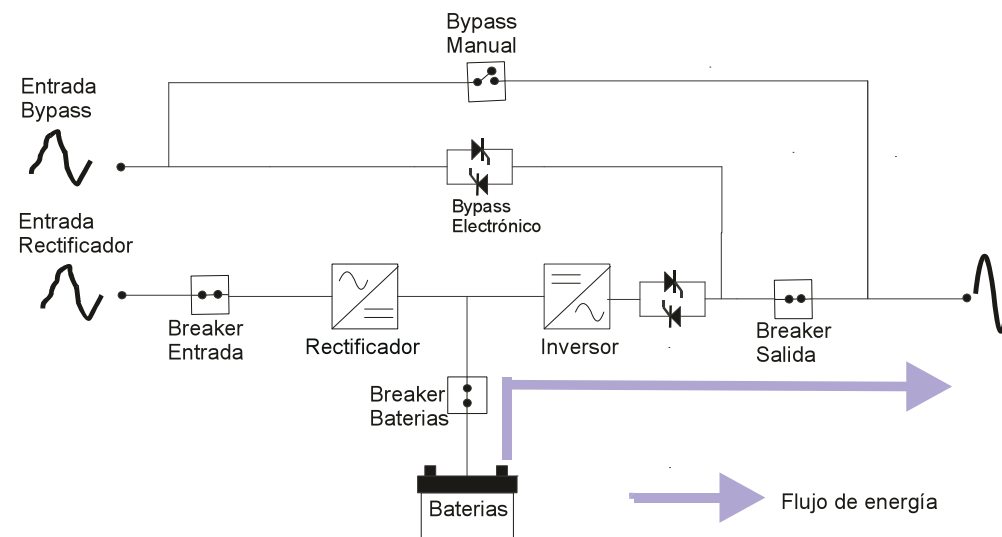 Bypass
Manual
Entrada
Bypass
Bypass
Electrónico
Entrada
Rectificador
Breaker
Entrada
Rectificador
Inversor
Breaker
Salida
Breaker
Baterias
Baterias
Flujo de energía